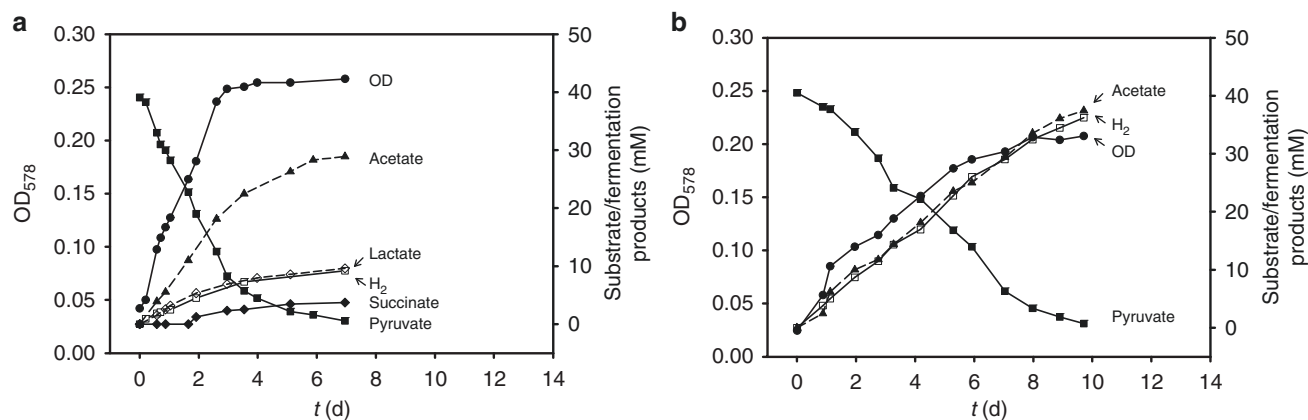 a
0.30
0.25
0.20
0.15
0.10
0.05
0.00
OD578
0
2
4
6
8
10
12
14
t (d)
50
40
30
20
10
0
Substrate/fermentation
products (mM)
OD
Acetate
Lactate
H2
Succinate
Pyruvate
b
0.30
0.25
0.20
0.15
0.10
0.05
0.00
OD578
0
2
4
6
8
10
12
14
t (d)
50
40
30
20
10
0
Substrate/fermentation
products (mM)
Acetate
H2
OD
Pyruvate